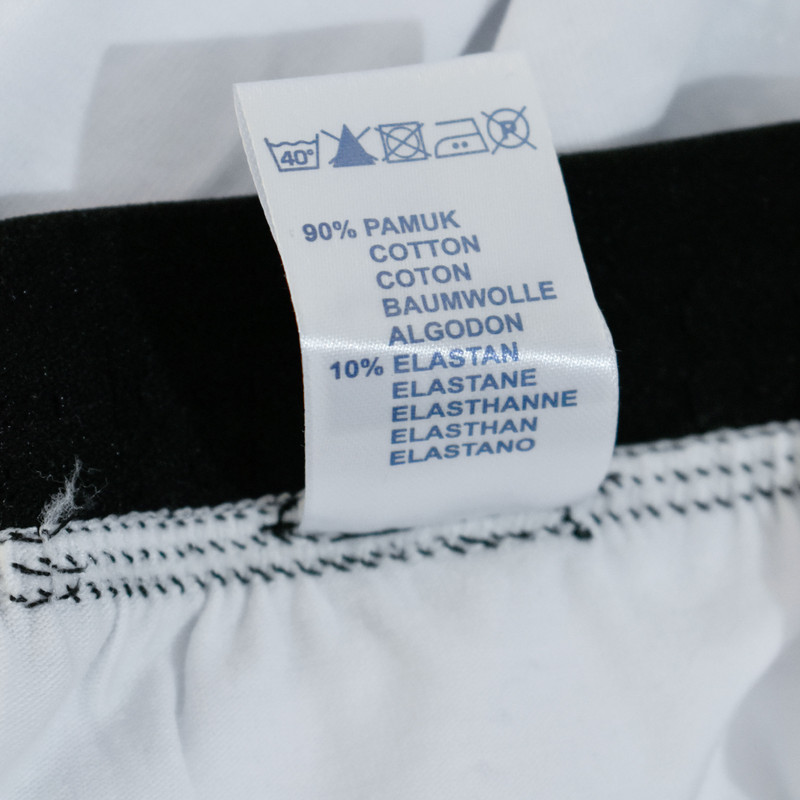 40° P
90% PAMUK
COTTON
COTON
BAUMWOLLE
ALGODON
10% ELASTAN
ELASTANE
ELASTHANNE
ELASTHAN
ELASTANO